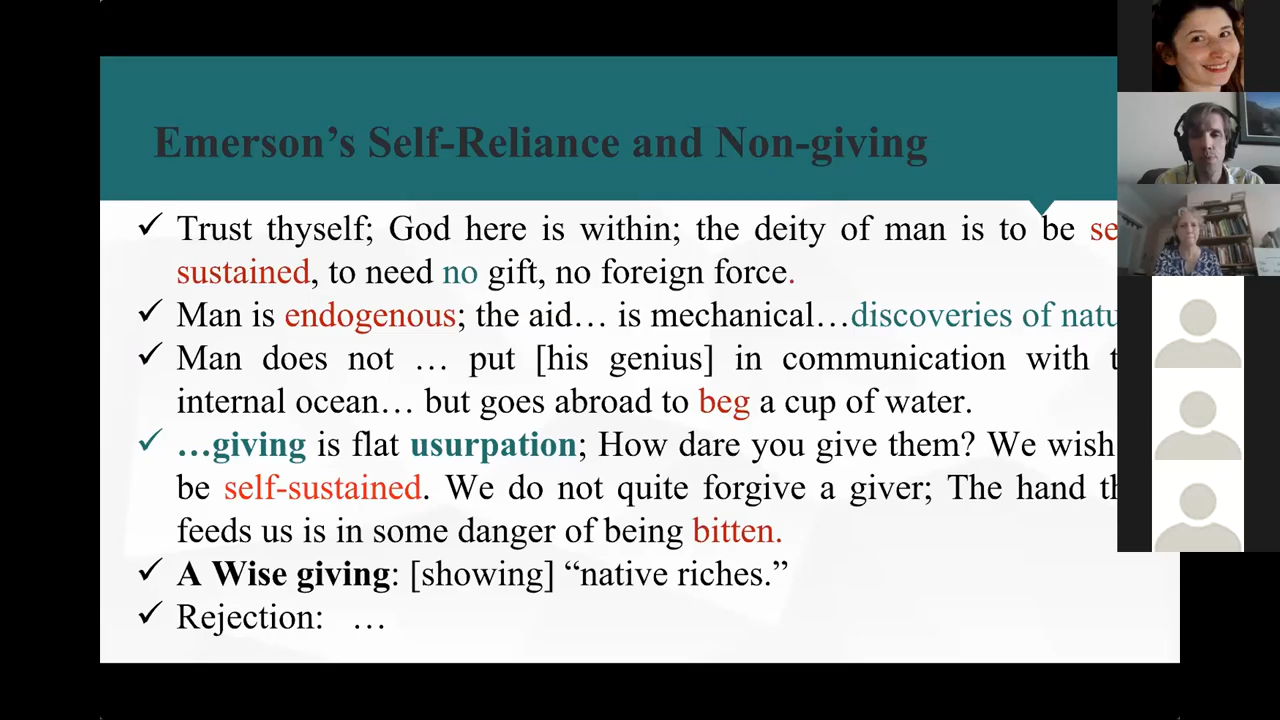 Emerson’s Self-Reliance and Non-giving
✓ Trust thyself; God here is within; the deity of man is to be
sustained, to need no gift, no foreign force.
✓ Man is endogenous; the aid… is mechanical…discoveries of
✓ Man does not … put [his genius] in communication with
internal ocean… but goes abroad to beg a cup of water.
✓ …giving is flat usurpation; How dare you give them? We wish
be self-sustained. We do not quite forgive a giver; The hand
feeds us is in some danger of being bitten.
✓ A Wise giving: [showing] “native riches.”
✓ Rejection: …